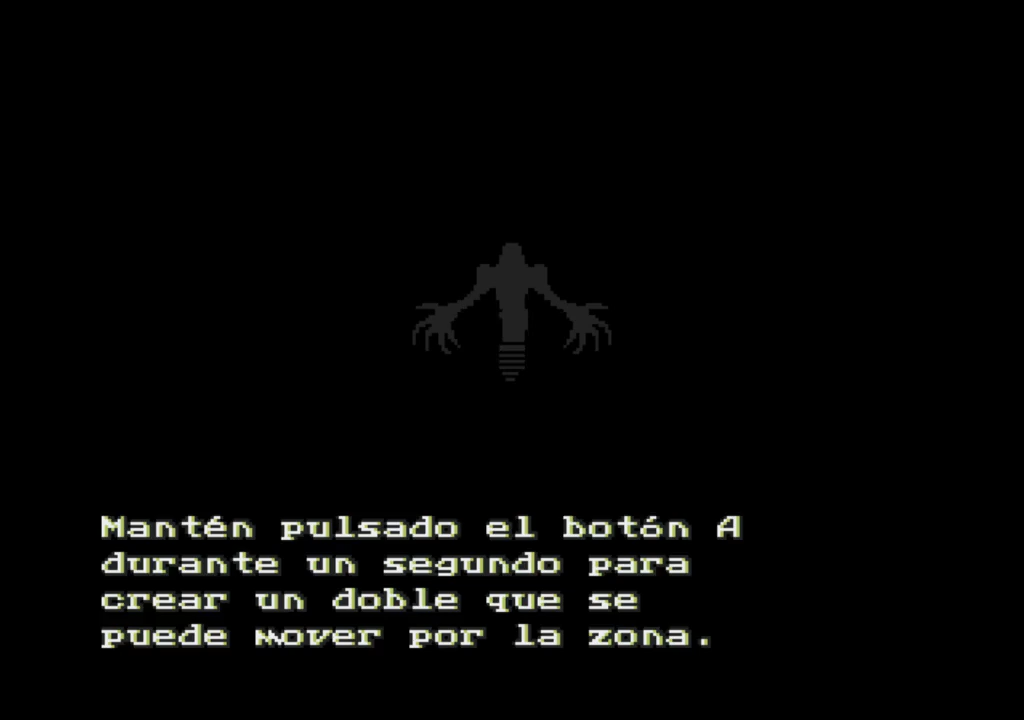 Mantén pulsado el botón A
durante un segundo para
crear un doble que se
puede mover por la zona.